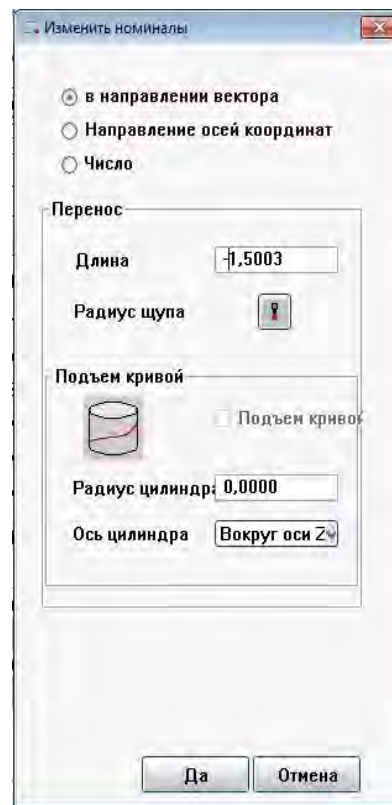 Изменить номиналы
в направлении вектора
Направление осей координат
Число
Перенос
Длина -1,5003
Радиус щупа
Подъем кривой
Подъем кривой
Радиус цилиндра 0,0000
Ось цилиндра Вокруг оси Z
Да Отмена